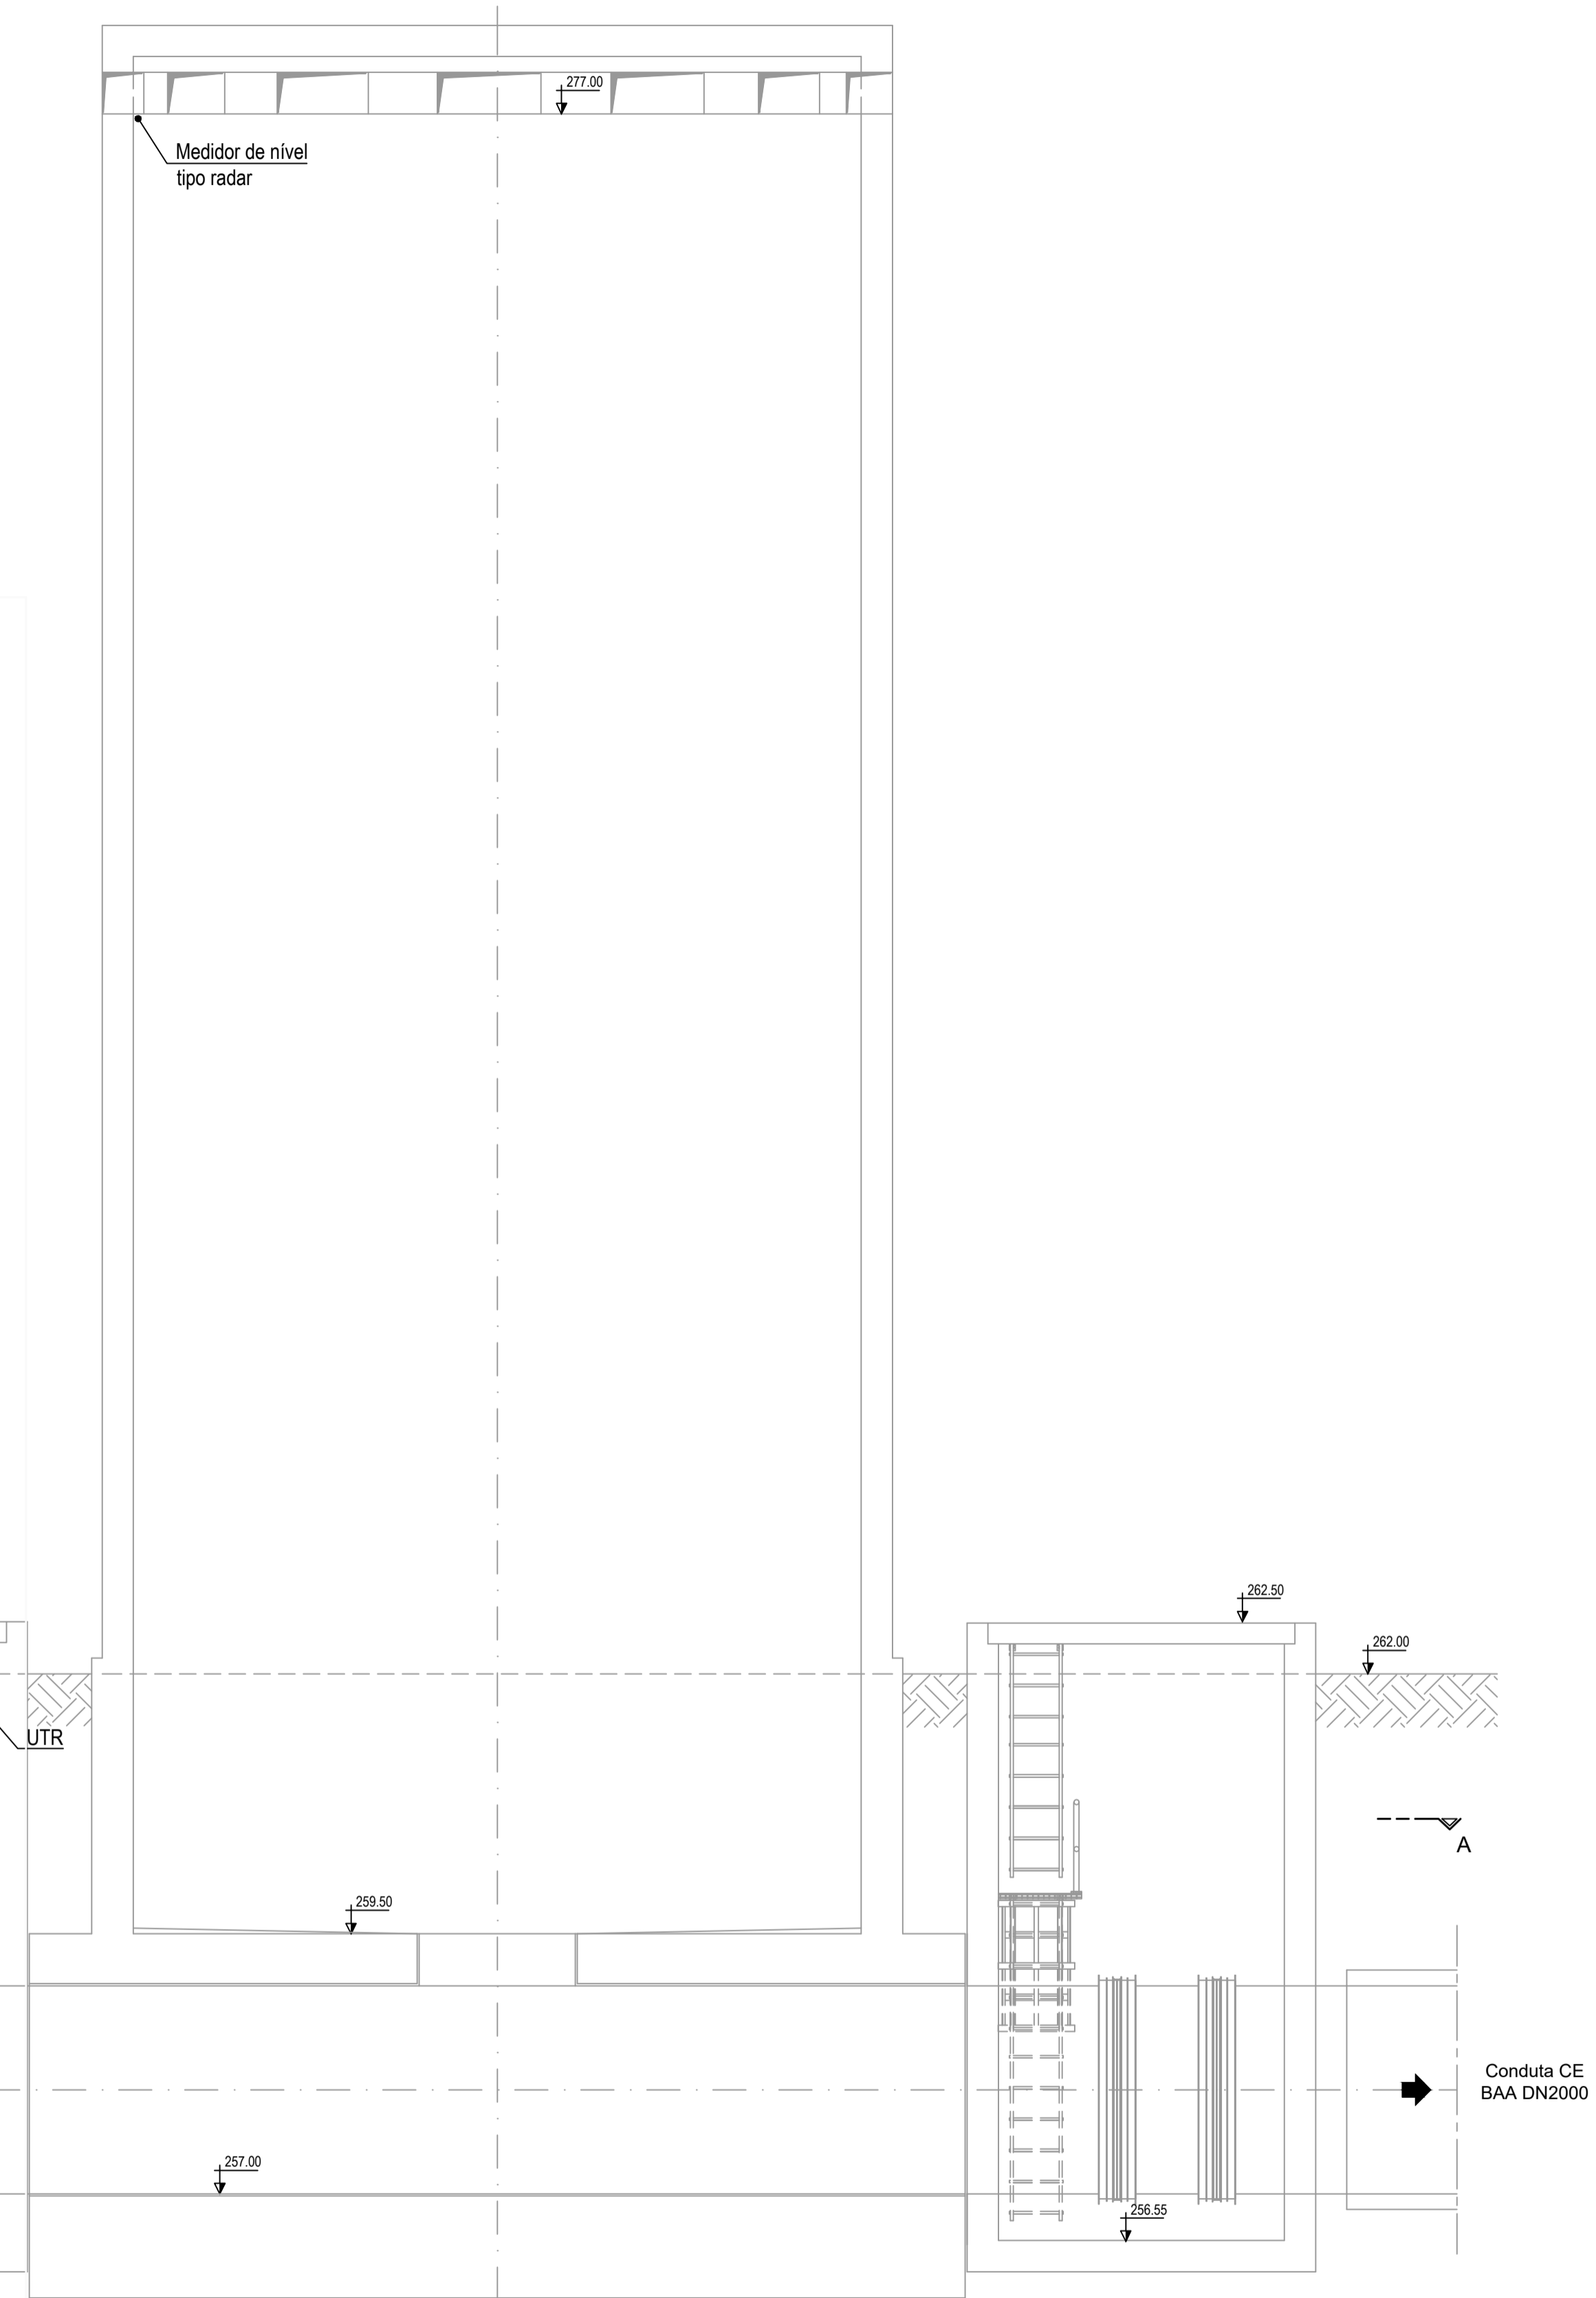 277.00
Medidor de nível
tipo radar
262.50
262.00
UTR
A
259.50
Conduta CE
BAA DN2000
257.00
256.55